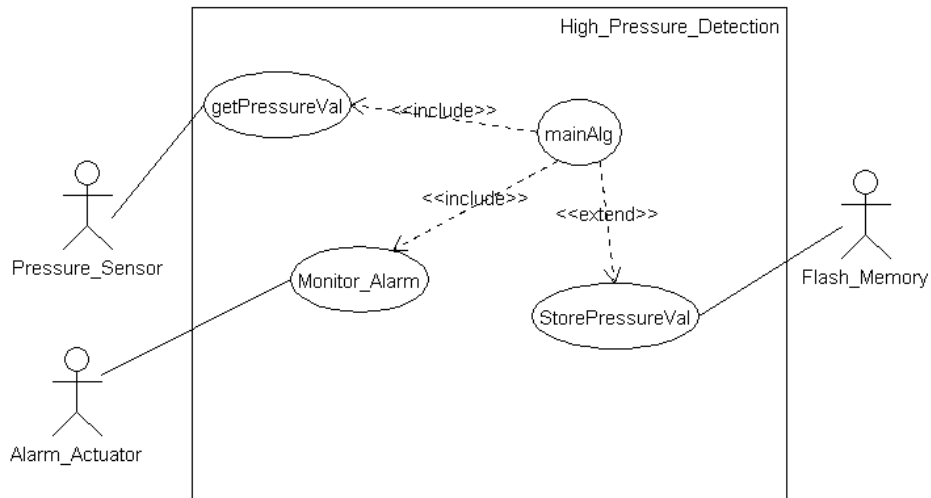 High_Pressure_Detection
getPressureVal
<<include>>
mainAlg
<<include>>
<<extend>>
Pressure_Sensor
Monitor_Alarm
Flash_Memory
StorePressureVal
Alarm_Actuator